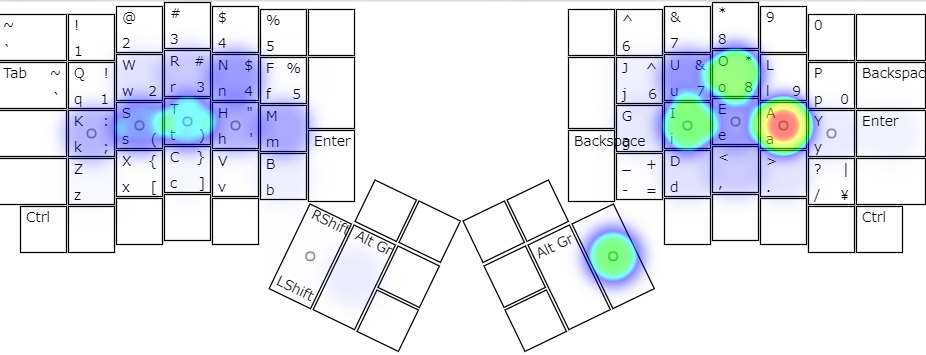 ~ ! @ # $ % ^ & * 9 0
` 1 2 3 4 5 6 7 8
Tab ~ Q ! W R # N $ F % J ^ U & O * L P Backspac
` q 1 w 2 r 3 n 4 f 5 j 6 u 7 o 8 l 9 p 0
K : S T H " M G I E A Y Enter
k ; s ( t ) h ' m Enter Backspace g i e a y
Z X { C } V B _ + D < > ? |
z x [ c ] v b - = d , . / ¥
Ctrl Ctrl
RShift Alt Gr Alt Gr
LShift